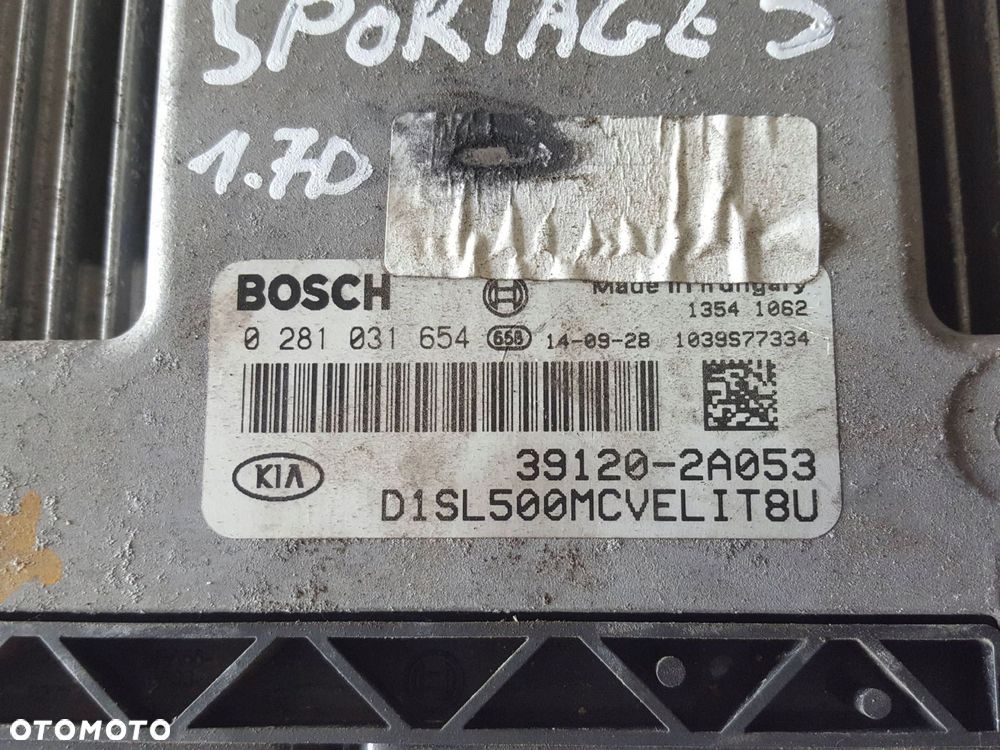 SPORTAGE
1.7D
BOSCH
Made in Hungary
1354 1062
0 281 031 654 658 14-09-28 1039S77334
KIA
39120-2A053
D1SL500MCVELIT8U
OTOMOTO